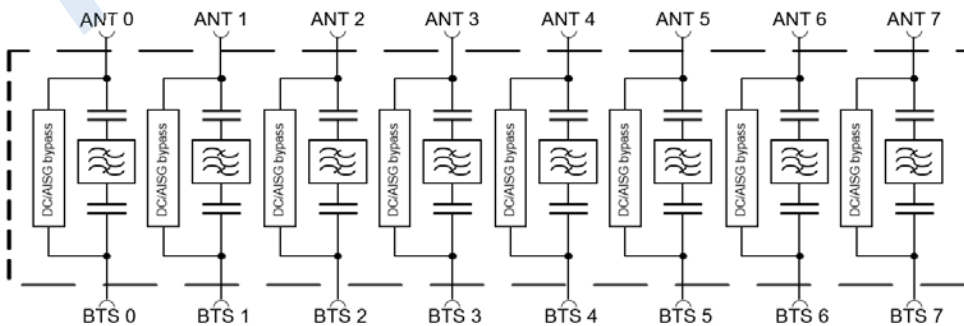 ANT 0 ANT 1 ANT 2 ANT 3 ANT 4 ANT 5 ANT 6 ANT 7
DC/AISG bypass DC/AISG bypass DC/AISG bypass DC/AISG bypass DC/AISG bypass DC/AISG bypass DC/AISG bypass DC/AISG bypass
BTS 0 BTS 1 BTS 2 BTS 3 BTS 4 BTS 5 BTS 6 BTS 7